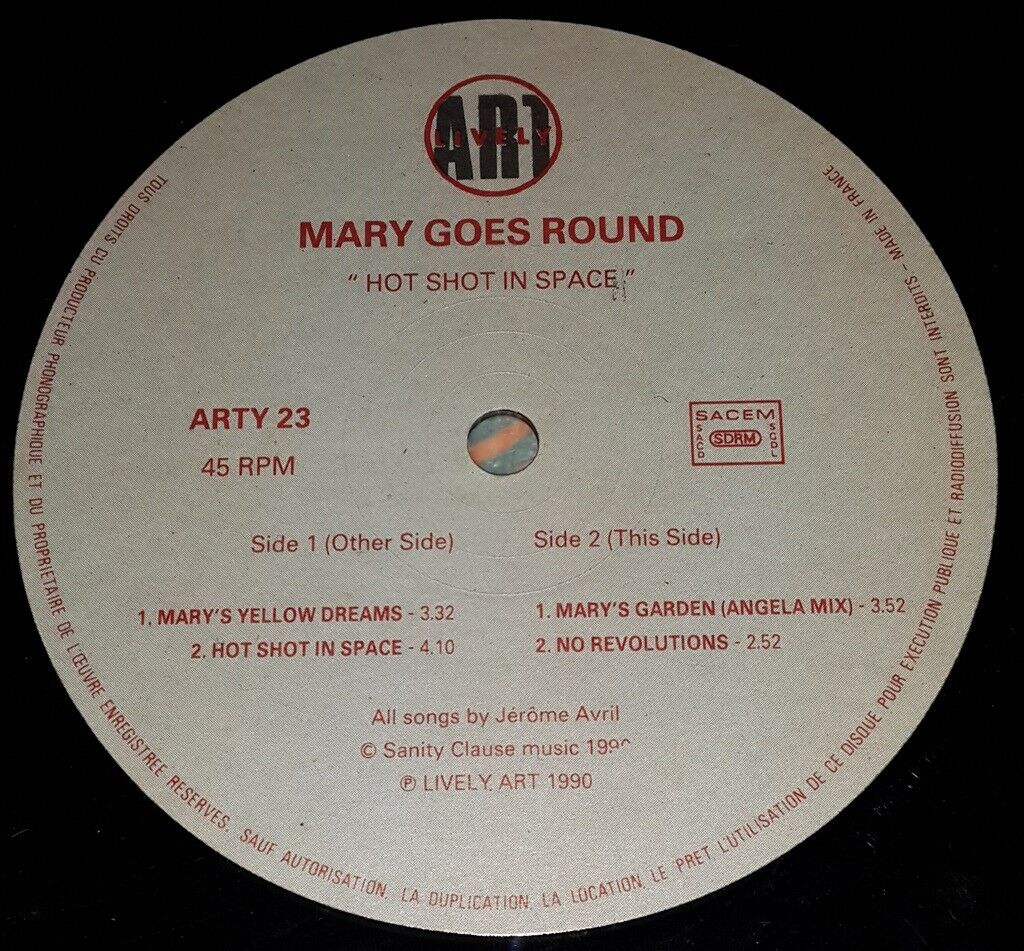 ART
LIVELY
MARY GOES ROUND
" HOT SHOT IN SPACE "
ARTY 23
45 RPM
SACEM
SACD
SDRM
SGDL
Side 1 (Other Side)
1. MARY'S YELLOW DREAMS - 3.32
2. HOT SHOT IN SPACE - 4.10
Side 2 (This Side)
1. MARY'S GARDEN (ANGELA MIX) - 3.52
2. NO REVOLUTIONS - 2.52
All songs by Jérôme Avril
© Sanity Clause music
℗ LIVELY ART 1990
TOUS DROITS CU PRODUCTEUR PHONOGRAPHIQUE ET DU PROPRIETAIRE DE L'ŒUVRE ENREGISTREE RESERVES. SAUF AUTORISATION, LA DUPLICATION, LA LOCATION, LE PRET, L'UTILISATION DE CE DISQUE POUR EXECUTION PUBLIQUE ET RADIODIFFUSION SONT INTERDITS - MADE IN FRANCE